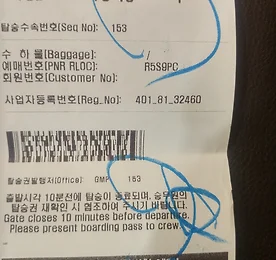 탑승수속번호(Seq No): 153
수 하 물(Baggage): /
예매번호(PNR RLOC): R5S9PC
회원번호(Customer No):
사업자등록번호(Reg_No): 401_81_32460
탑승권발행처(Office): GMP 153
출발시각 10분전에 탑승이 종료되며, 승무원의
탑승권 재확인 시 협조하여 주시기 바랍니다.
Gate closes 10 minutes before departure.
Please present boarding pass to crew.